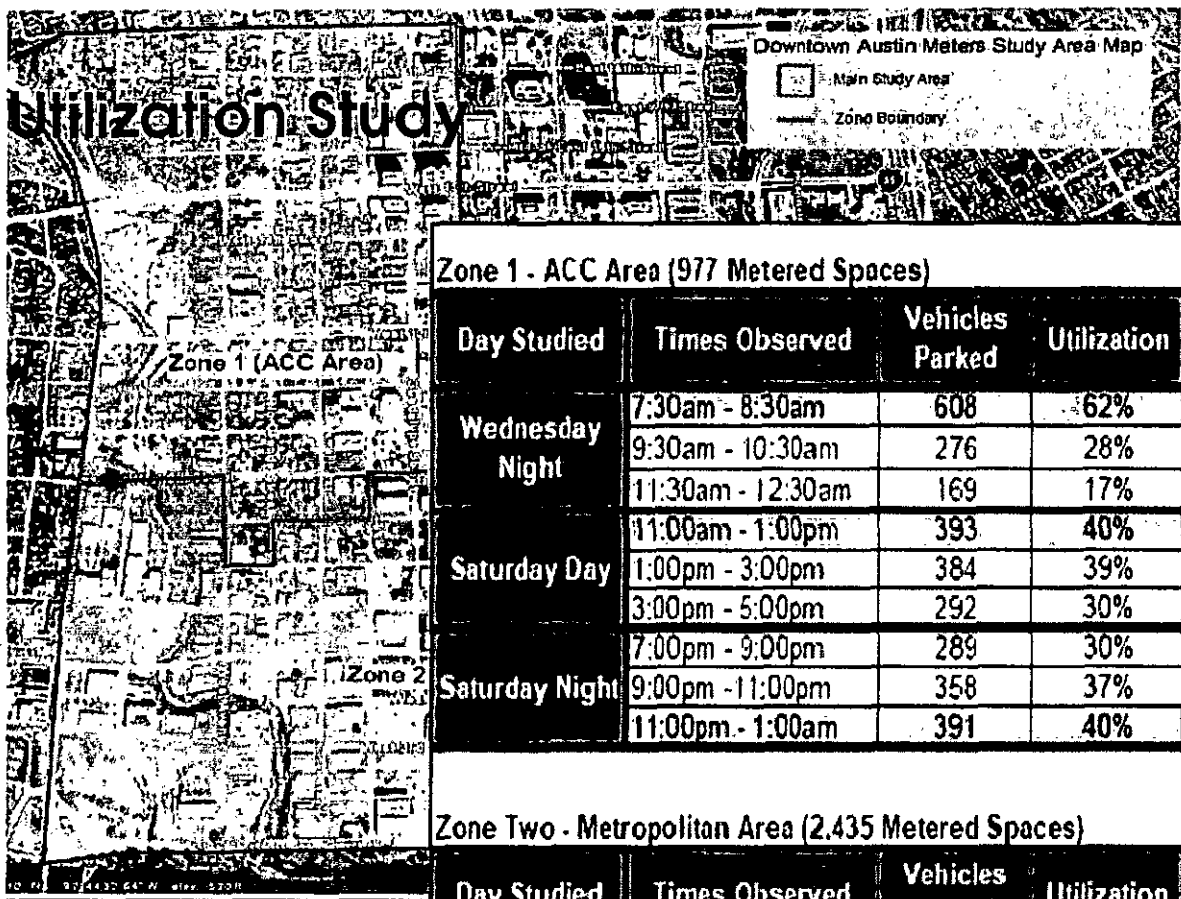 Downtown Austin Meters Study Area Map
Main Study Area
Zone Boundary
Utilization Study
Zone 1 (ACC Area)
Zone 2
Zone 1 - ACC Area (977 Metered Spaces)
Day Studied Times Observed Vehicles Parked Utilization
Wednesday Night
7:30am - 8:30am 608 62%
9:30am - 10:30am 276 28%
11:30am - 12:30am 169 17%
Saturday Day
11:00am - 1:00pm 393 40%
1:00pm - 3:00pm 384 39%
3:00pm - 5:00pm 292 30%
Saturday Night
7:00pm - 9:00pm 289 30%
9:00pm -11:00pm 358 37%
11:00pm - 1:00am 391 40%
Zone Two - Metropolitan Area (2,435 Metered Spaces)
Day Studied Times Observed Vehicles Utilization